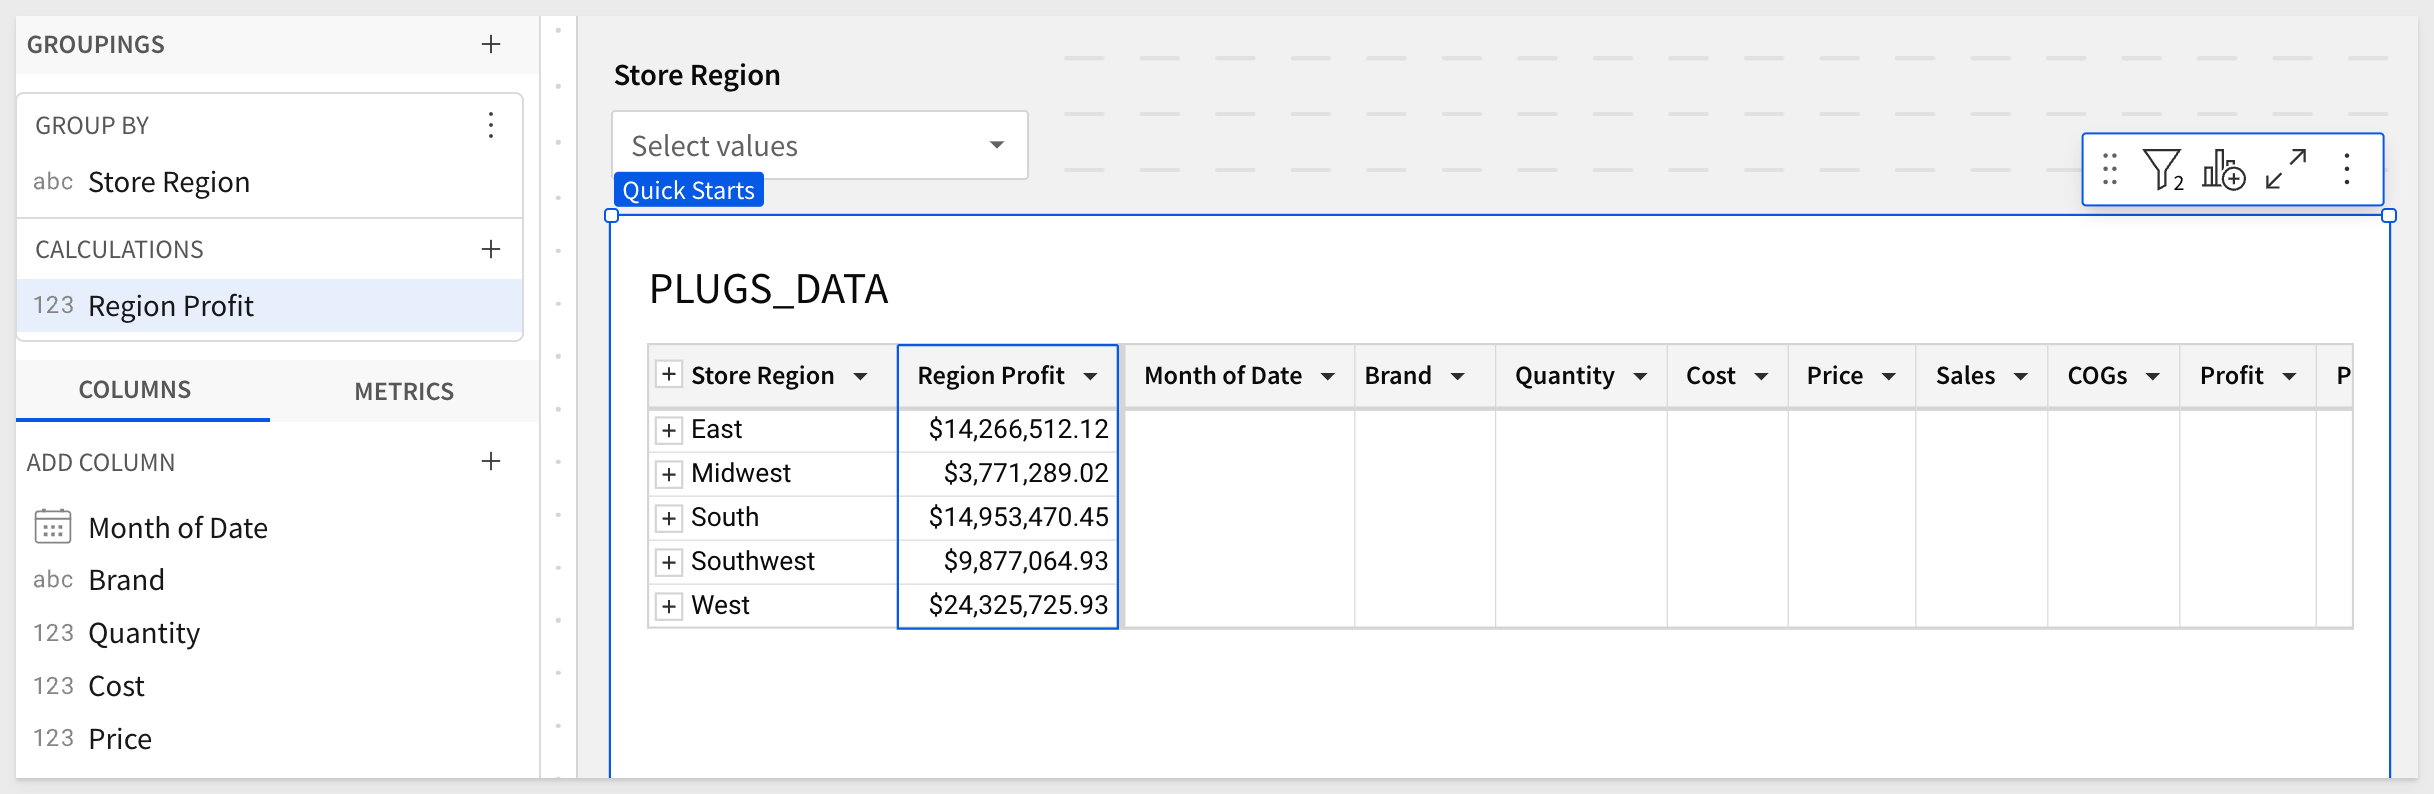 GROUPINGS
GROUP BY
abc Store Region
CALCULATIONS
123 Region Profit
COLUMNS METRICS
ADD COLUMN
Month of Date
abc Brand
123 Quantity
123 Cost
123 Price
Store Region
Select values
Quick Starts
2
PLUGS_DATA
Store Region Region Profit Month of Date Brand Quantity Cost Price Sales COGs Profit P
East $14,266,512.12
Midwest $3,771,289.02
South $14,953,470.45
Southwest $9,877,064.93
West $24,325,725.93